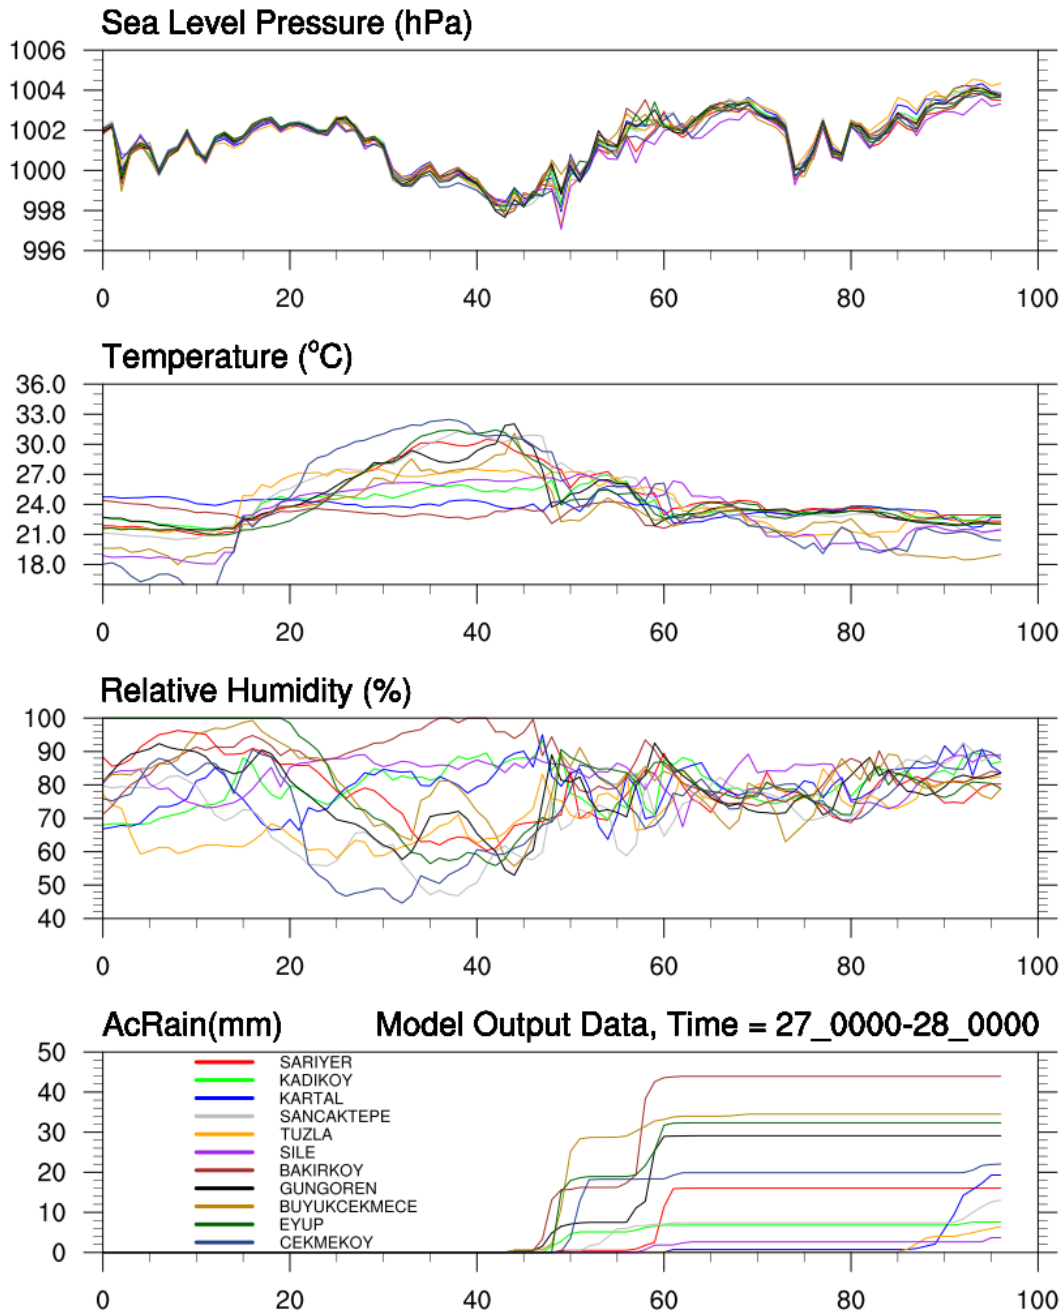 Sea Level Pressure (hPa)
1006
1004
1002
1000
998
996
0 20 40 60 80 100
Temperature (°C)
36.0
33.0
30.0
27.0
24.0
21.0
18.0
0 20 40 60 80 100
Relative Humidity (%)
100
90
80
70
60
50
40
0 20 40 60 80 100
AcRain(mm) Model Output Data, Time = 27_0000-28_0000
50
40
30
20
10
0
SARIYER
KADIKOY
KARTAL
SANCAKTEPE
TUZLA
SILE
BAKIRKOY
GUNGOREN
BUYUKCEKMECE
EYUP
CEKMEKOY
0 20 40 60 80 100